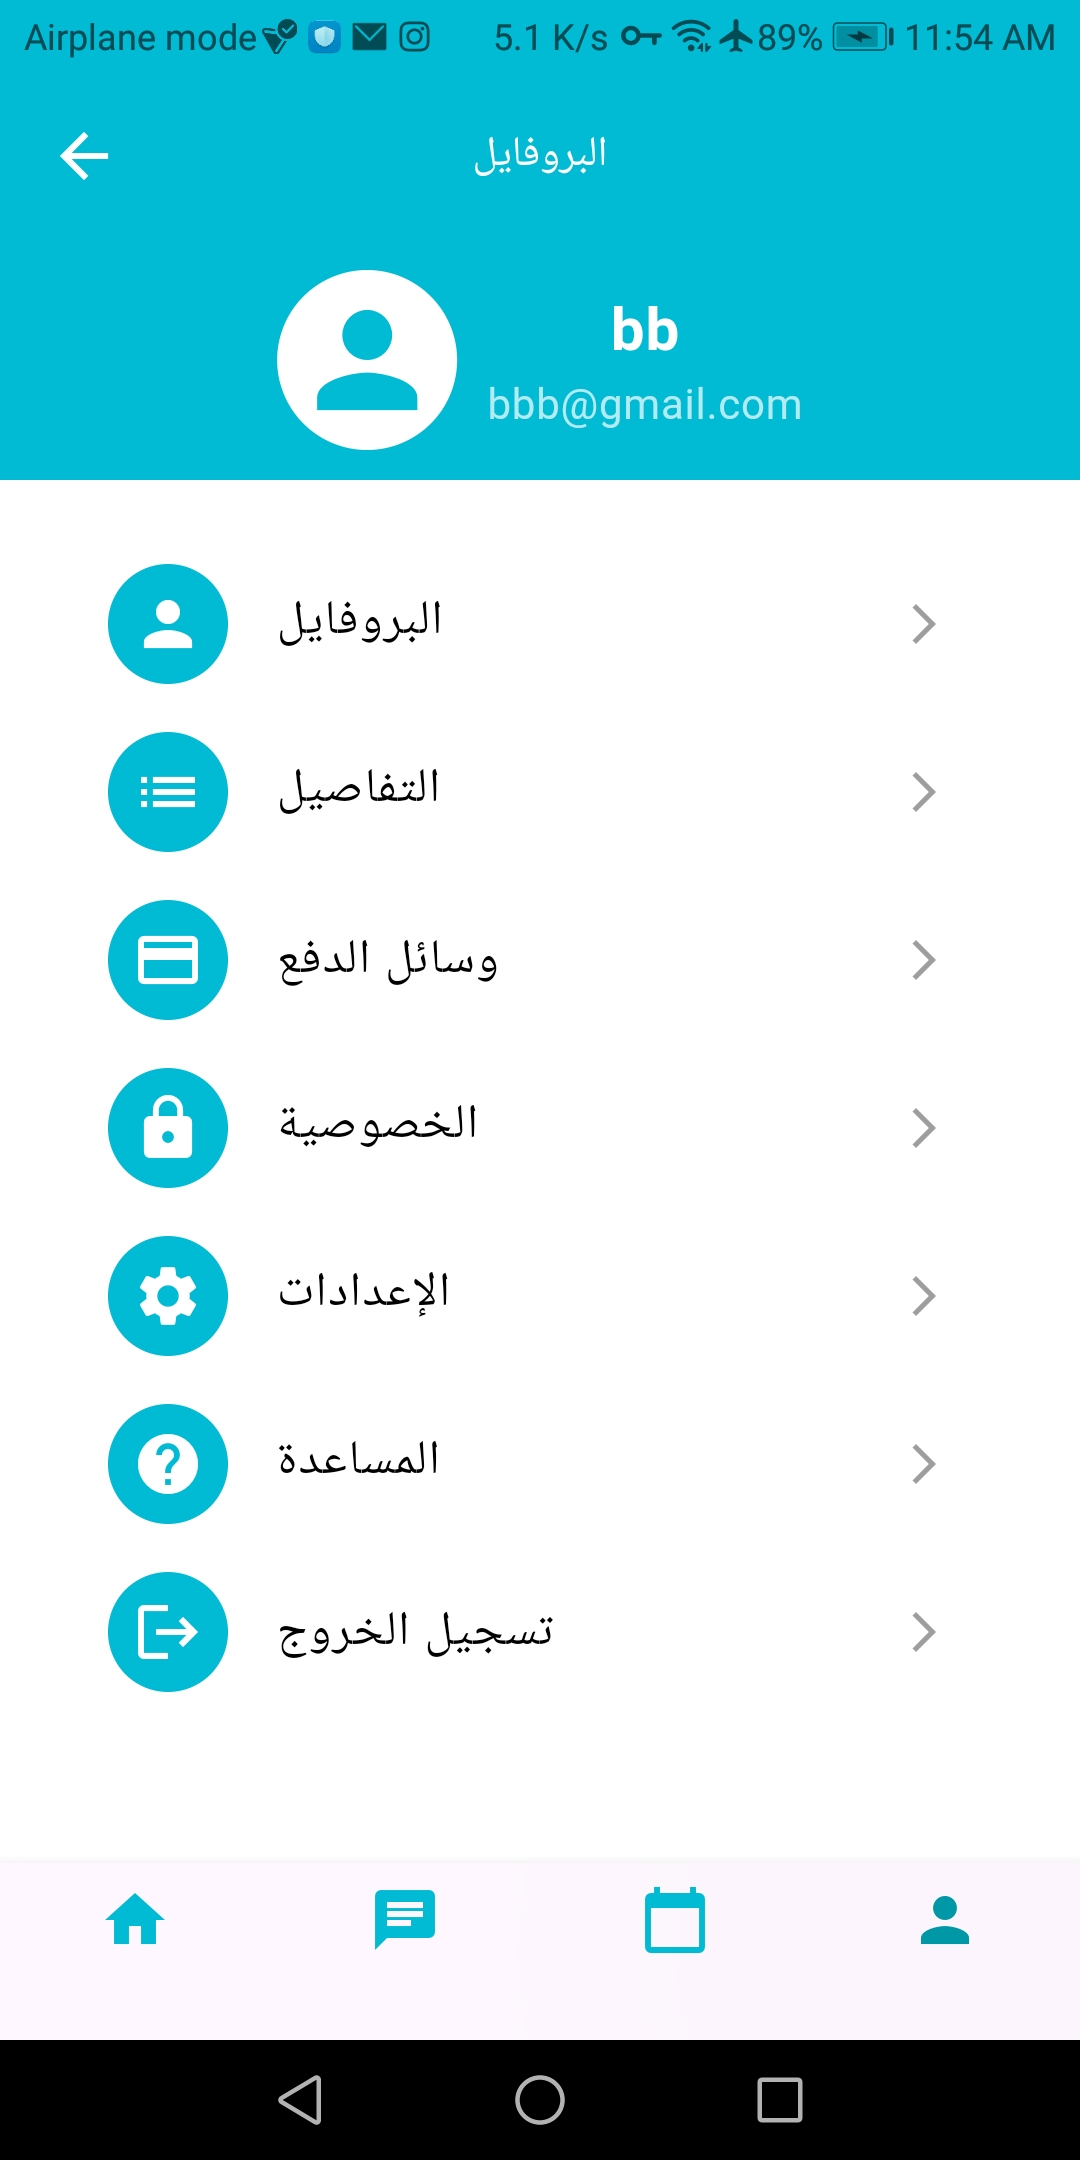 Airplane mode 5.1 K/s 89% 11:54 AM
البروفايل
bb
bbb@gmail.com
البروفايل
التفاصيل
وسائل الدفع
الخصوصية
الإعدادات
المساعدة
تسجيل الخروج